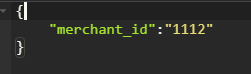 {
    "merchant_id":"1112"
}